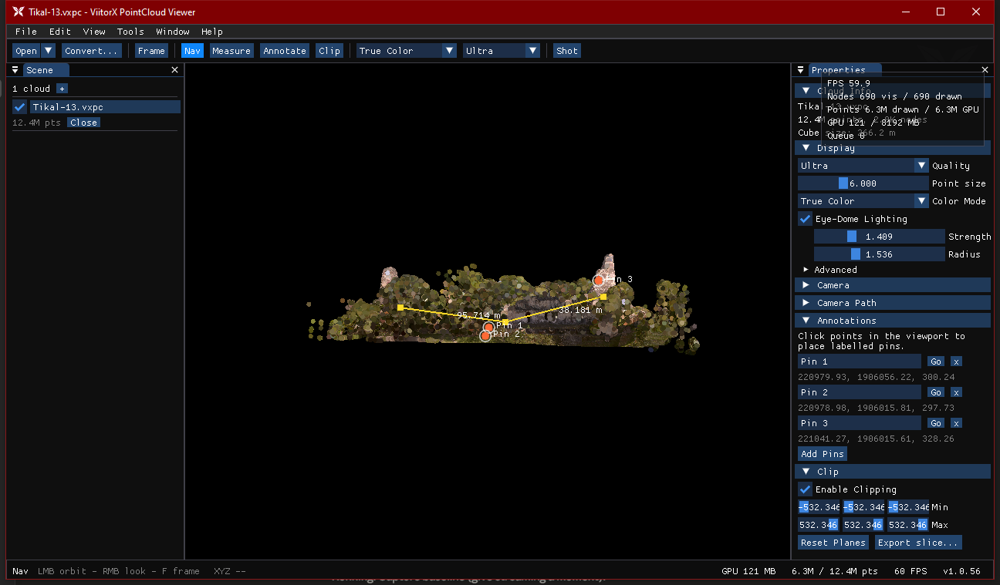 Tikal-13.vxpc - ViitorX PointCloud Viewer
File Edit View Tools Window Help
Open Convert... Frame Nav Measure Annotate Clip True Color Ultra Shot
Scene
1 cloud +
Tikal-13.vxpc
12.4M pts Close
95.714 m
38.181 m
Pin 1
Pin 2
Pin 3
Properties
FPS 59.9
Cloud Info
Nodes 690 vis / 690 drawn
Tikal-13.vxpc
Points 6.3M drawn / 6.3M GPU
12.4M points, 2.0K nodes
GPU 121 / 8192 MB
Cube size: 266.2 m
Queue 0
Display
Ultra Quality
6.000 Point size
True Color Color Mode
Eye-Dome Lighting
1.409 Strength
1.536 Radius
Advanced
Camera
Camera Path
Annotations
Click points in the viewport to
place labelled pins.
Pin 1 Go x
220979.93, 1906056.22, 300.24
Pin 2 Go x
220978.98, 1906015.81, 297.73
Pin 3 Go x
221041.27, 1906015.61, 328.26
Add Pins
Clip
Enable Clipping
-532.346 -532.346 -532.346 Min
532.346 532.346 532.346 Max
Reset Planes Export slice...
Nav LMB orbit - RMB look - F frame XYZ --
GPU 121 MB 6.3M / 12.4M pts 60 FPS v1.0.56